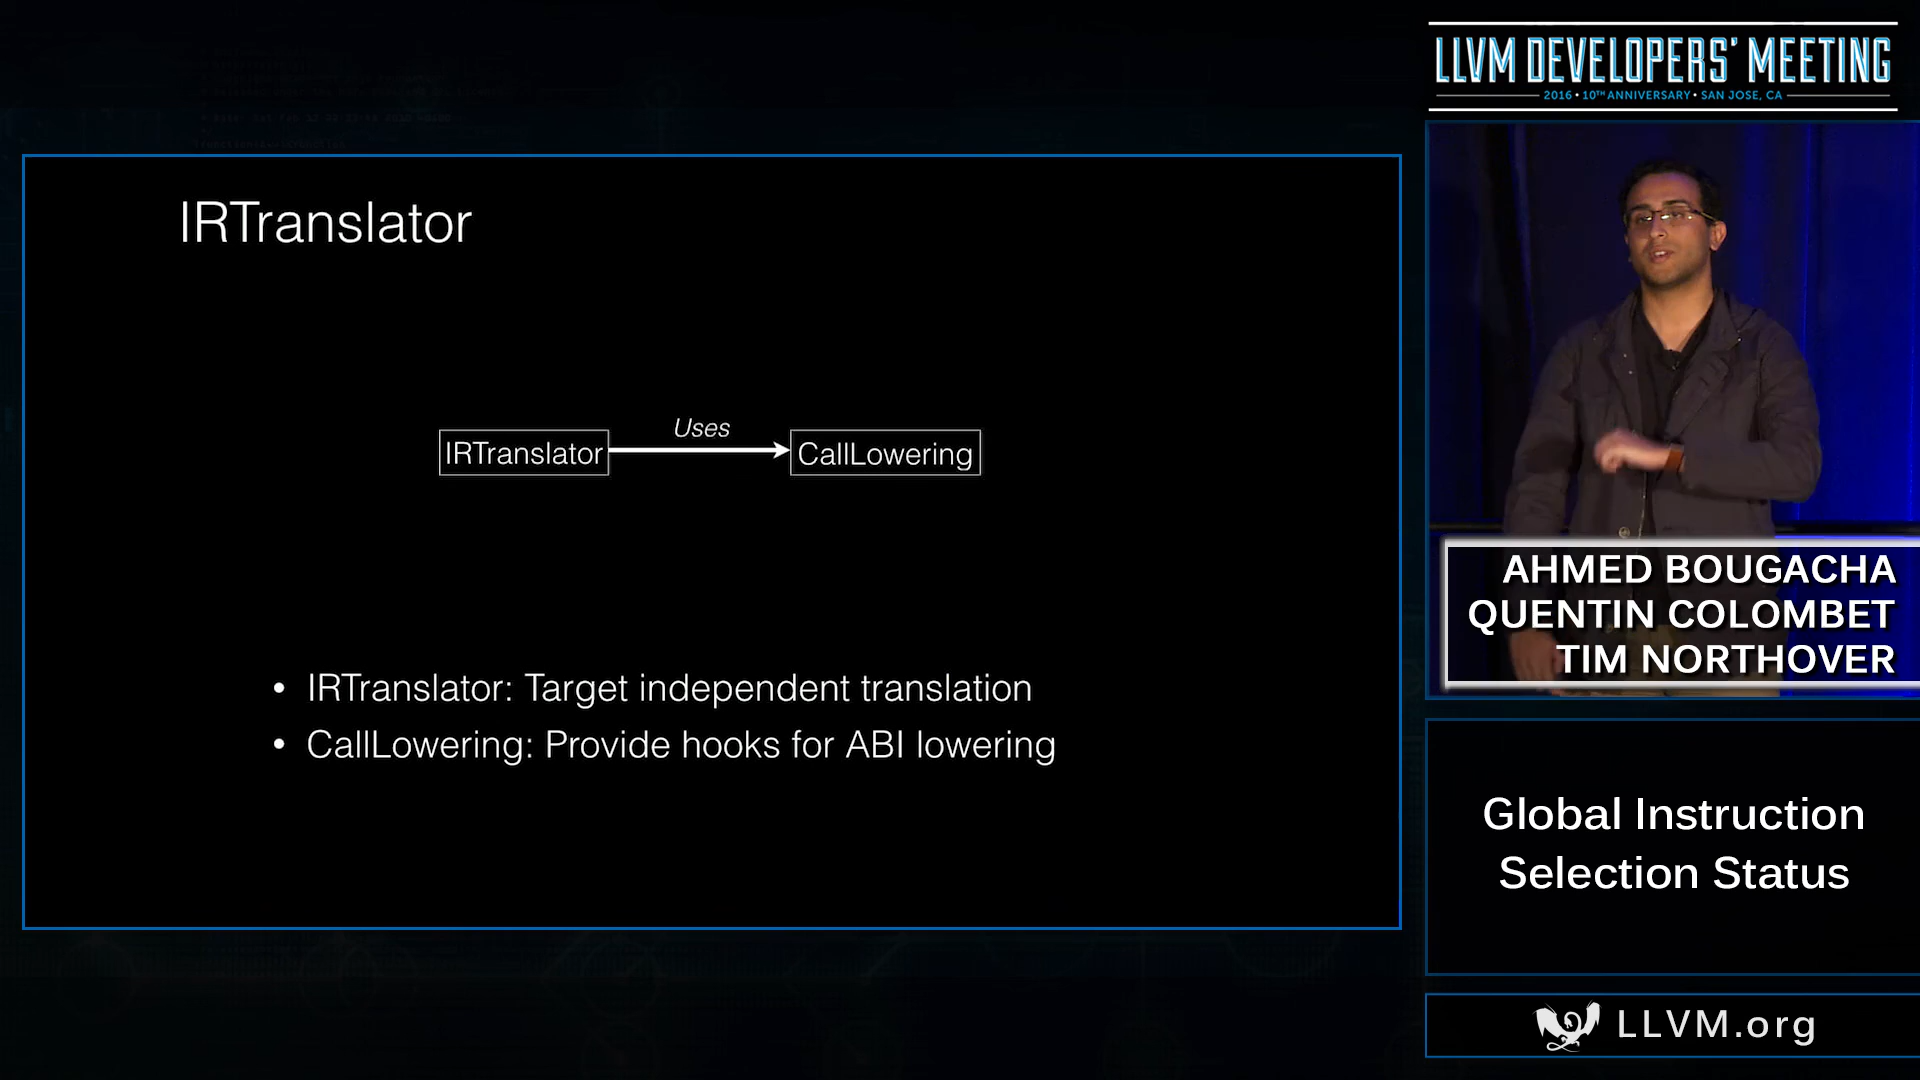 LLVM DEVELOPERS' MEETING
2016 • 10TH ANNIVERSARY • SAN JOSE, CA
IRTranslator
IRTranslator
Uses
CallLowering
• IRTranslator: Target independent translation
• CallLowering: Provide hooks for ABI lowering
AHMED BOUGACHA
QUENTIN COLOMBET
TIM NORTHOVER
Global Instruction
Selection Status
LLVM.org